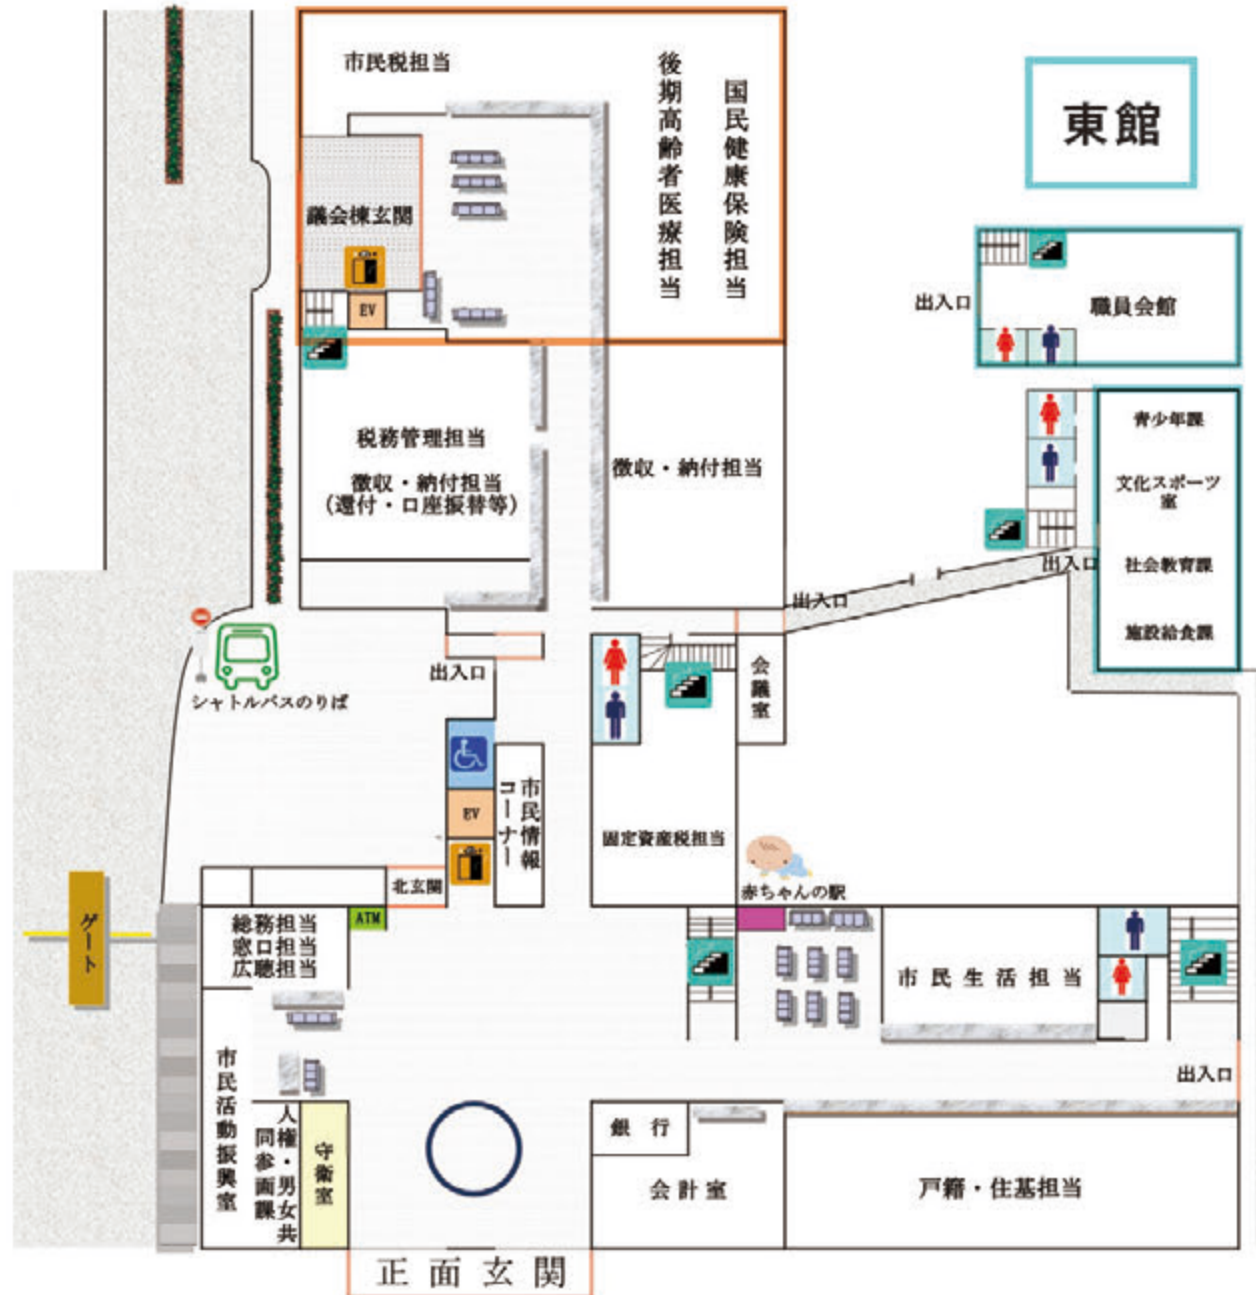 市民税担当
後期高齢者医療担当
国民健康保険担当
東館
議会棟玄関
EV
出入口
職員会館
税務管理担当
徴収・納付担当
(還付・口座振替等)
徴収・納付担当
青少年課
文化スポーツ
室
社会教育課
施設給食課
出入口
出入口
シャトルバスのりば
出入口
会議室
市民情報
コーナー
EV
固定資産税担当
赤ちゃんの駅
北玄関
ATM
ゲート
総務担当
窓口担当
広聴担当
市民生活担当
出入口
市民活動振興室
人権・男女共
同参画課
守衛室
銀行
会計室
戸籍・住基担当
正面玄関